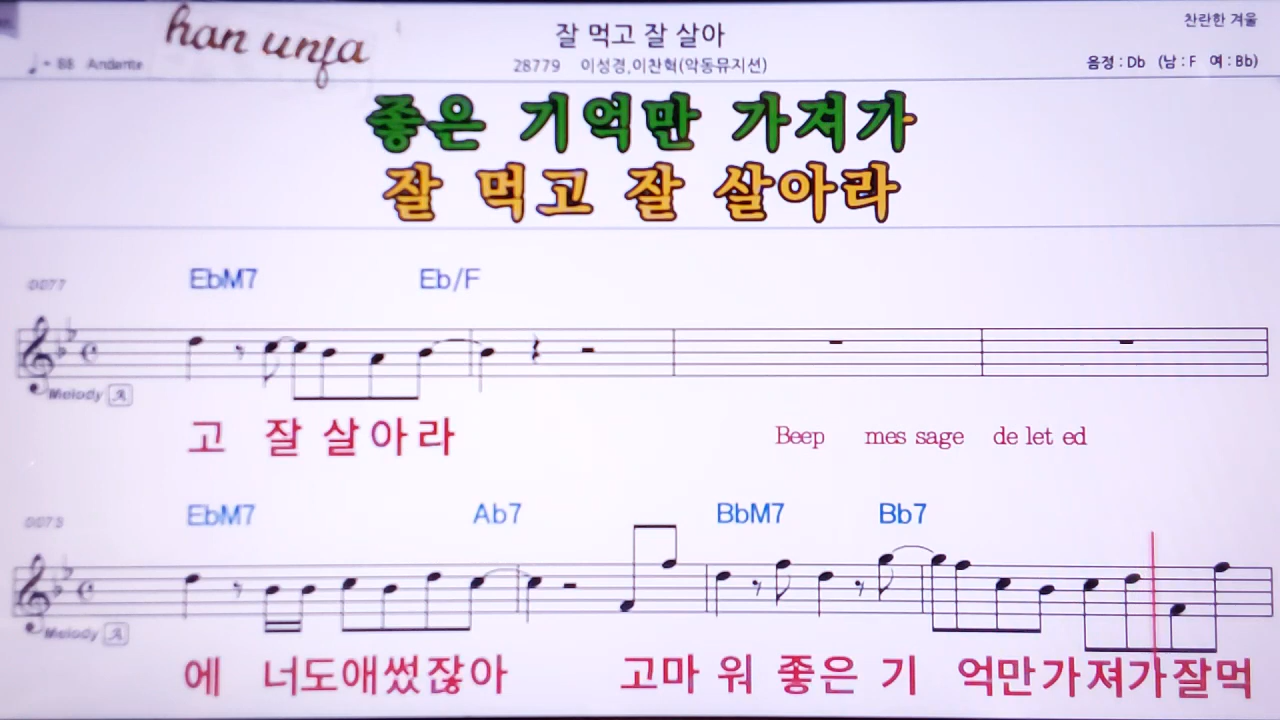 han unja
잘 먹고 잘 살아
찬란한 겨울
♩ = 88 Andante
28779 이성경,이찬혁(악동뮤지션)
음정 : Db (남 : F 여 : Bb)
좋은 기억만 가져가
잘 먹고 잘 살아라
0077 EbM7 Eb/F
Melody A
고 잘 살 아 라 Beep mes sage de let ed
EbM7 Ab7 BbM7 Bb7
Melody A
에 너도애썼잖아 고마 워 좋은 기 억만가져가잘먹